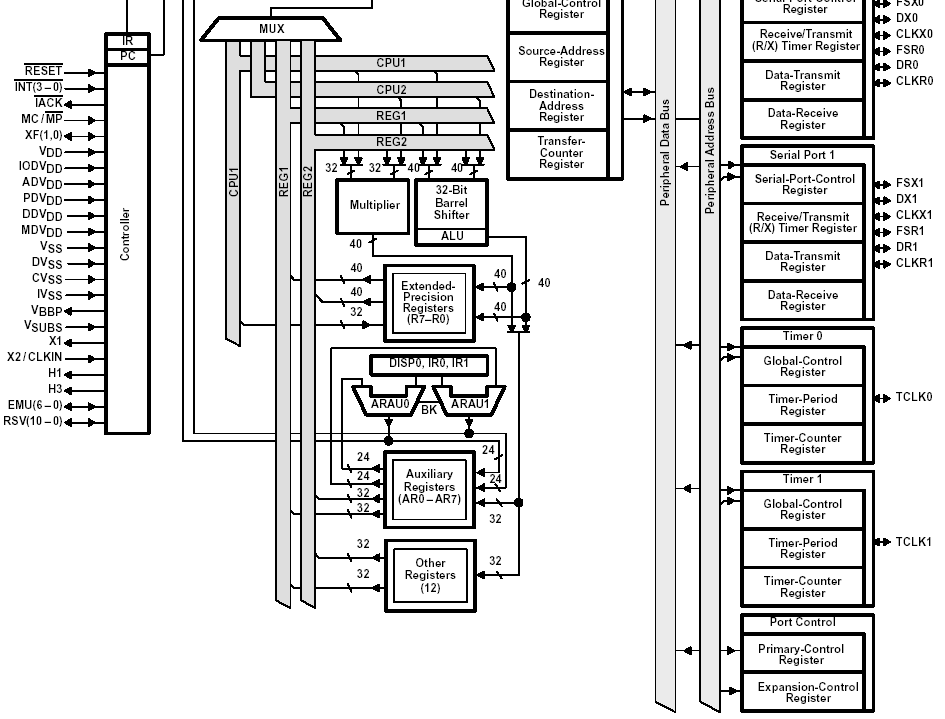 IR
PC
RESET
INT(3–0)
IACK
MC/MP
XF(1,0)
VDD
IODVDD
ADVDD
PDVDD
DDVDD
MDVDD
VSS
DVSS
CVSS
IVSS
VBBP
VSUBS
X1
X2/CLKIN
H1
H3
EMU(6–0)
RSV(10–0)
Controller
MUX
CPU1
CPU2
REG1
REG2
CPU1
REG1
REG2
32
32
40
40
Multiplier
32-Bit
Barrel
Shifter
ALU
40
40
40
32
Extended-
Precision
Registers
(R7–R0)
40
40
40
DISP0, IR0, IR1
ARAU0
BK
ARAU1
24
24
32
32
Auxiliary
Registers
(AR0–AR7)
24
24
32
32
32
Other
Registers
(12)
32
Global-Control
Register
Source-Address
Register
Destination-
Address
Register
Transfer-
Counter
Register
Peripheral Data Bus
Peripheral Address Bus
Serial-Port-Control
Register
Receive/Transmit
(R/X) Timer Register
Data-Transmit
Register
Data-Receive
Register
FSX0
DX0
CLKX0
FSR0
DR0
CLKR0
Serial Port 1
Serial-Port-Control
Register
Receive/Transmit
(R/X) Timer Register
Data-Transmit
Register
Data-Receive
Register
FSX1
DX1
CLKX1
FSR1
DR1
CLKR1
Timer 0
Global-Control
Register
Timer-Period
Register
Timer-Counter
Register
TCLK0
Timer 1
Global-Control
Register
Timer-Period
Register
Timer-Counter
Register
TCLK1
Port Control
Primary-Control
Register
Expansion-Control
Register